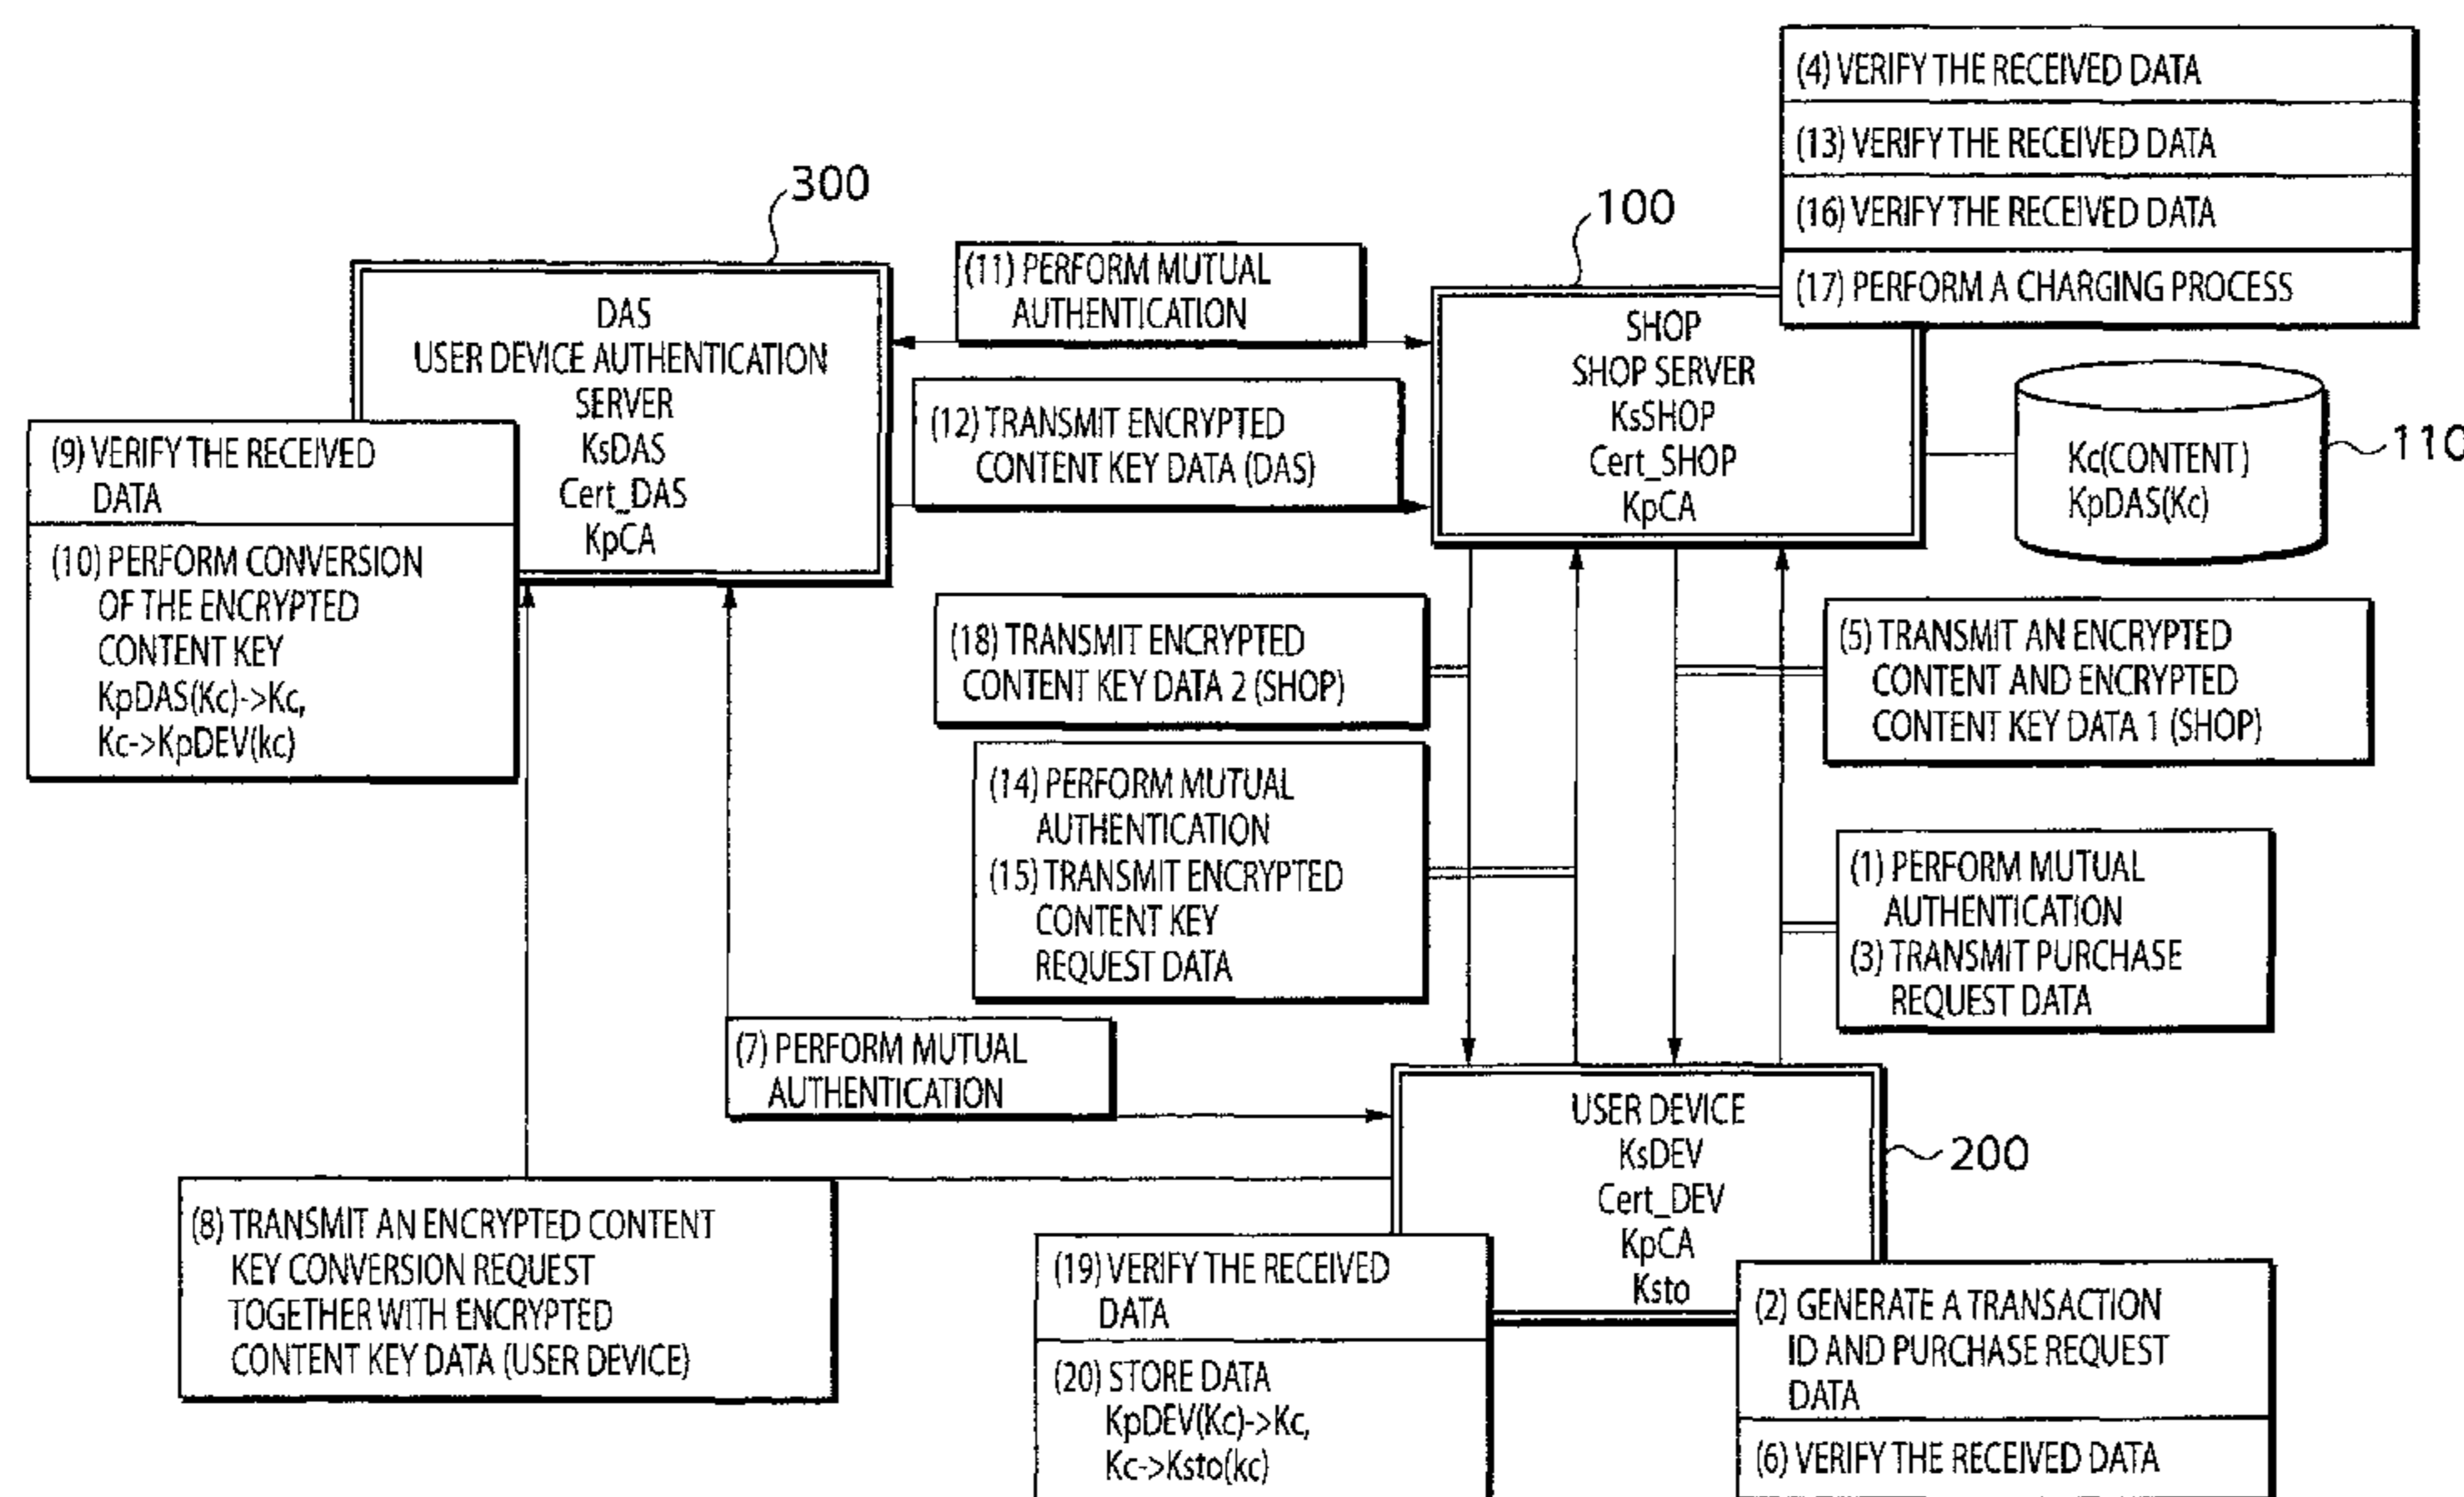 (4) VERIFY THE RECEIVED DATA
(13) VERIFY THE RECEIVED DATA
(16) VERIFY THE RECEIVED DATA
(17) PERFORM A CHARGING PROCESS
300
100
(11) PERFORM MUTUAL
AUTHENTICATION
DAS
USER DEVICE AUTHENTICATION
SERVER
KsDAS
Cert_DAS
KpCA
SHOP
SHOP SERVER
KsSHOP
Cert_SHOP
KpCA
(12) TRANSMIT ENCRYPTED
CONTENT KEY DATA (DAS)
Kc(CONTENT)
KpDAS(Kc)
110
(9) VERIFY THE RECEIVED
DATA
(10) PERFORM CONVERSION
OF THE ENCRYPTED
CONTENT KEY
KpDAS(Kc)->Kc,
Kc->KpDEV(kc)
(18) TRANSMIT ENCRYPTED
CONTENT KEY DATA 2 (SHOP)
(5) TRANSMIT AN ENCRYPTED
CONTENT AND ENCRYPTED
CONTENT KEY DATA 1 (SHOP)
(14) PERFORM MUTUAL
AUTHENTICATION
(15) TRANSMIT ENCRYPTED
CONTENT KEY
REQUEST DATA
(1) PERFORM MUTUAL
AUTHENTICATION
(3) TRANSMIT PURCHASE
REQUEST DATA
(7) PERFORM MUTUAL
AUTHENTICATION
USER DEVICE
KsDEV
Cert_DEV
KpCA
Ksto
200
(8) TRANSMIT AN ENCRYPTED CONTENT
KEY CONVERSION REQUEST
TOGETHER WITH ENCRYPTED
CONTENT KEY DATA (USER DEVICE)
(19) VERIFY THE RECEIVED
DATA
(20) STORE DATA
KpDEV(Kc)->Kc,
Kc->Ksto(kc)
(2) GENERATE A TRANSACTION
ID AND PURCHASE REQUEST
DATA
(6) VERIFY THE RECEIVED DATA